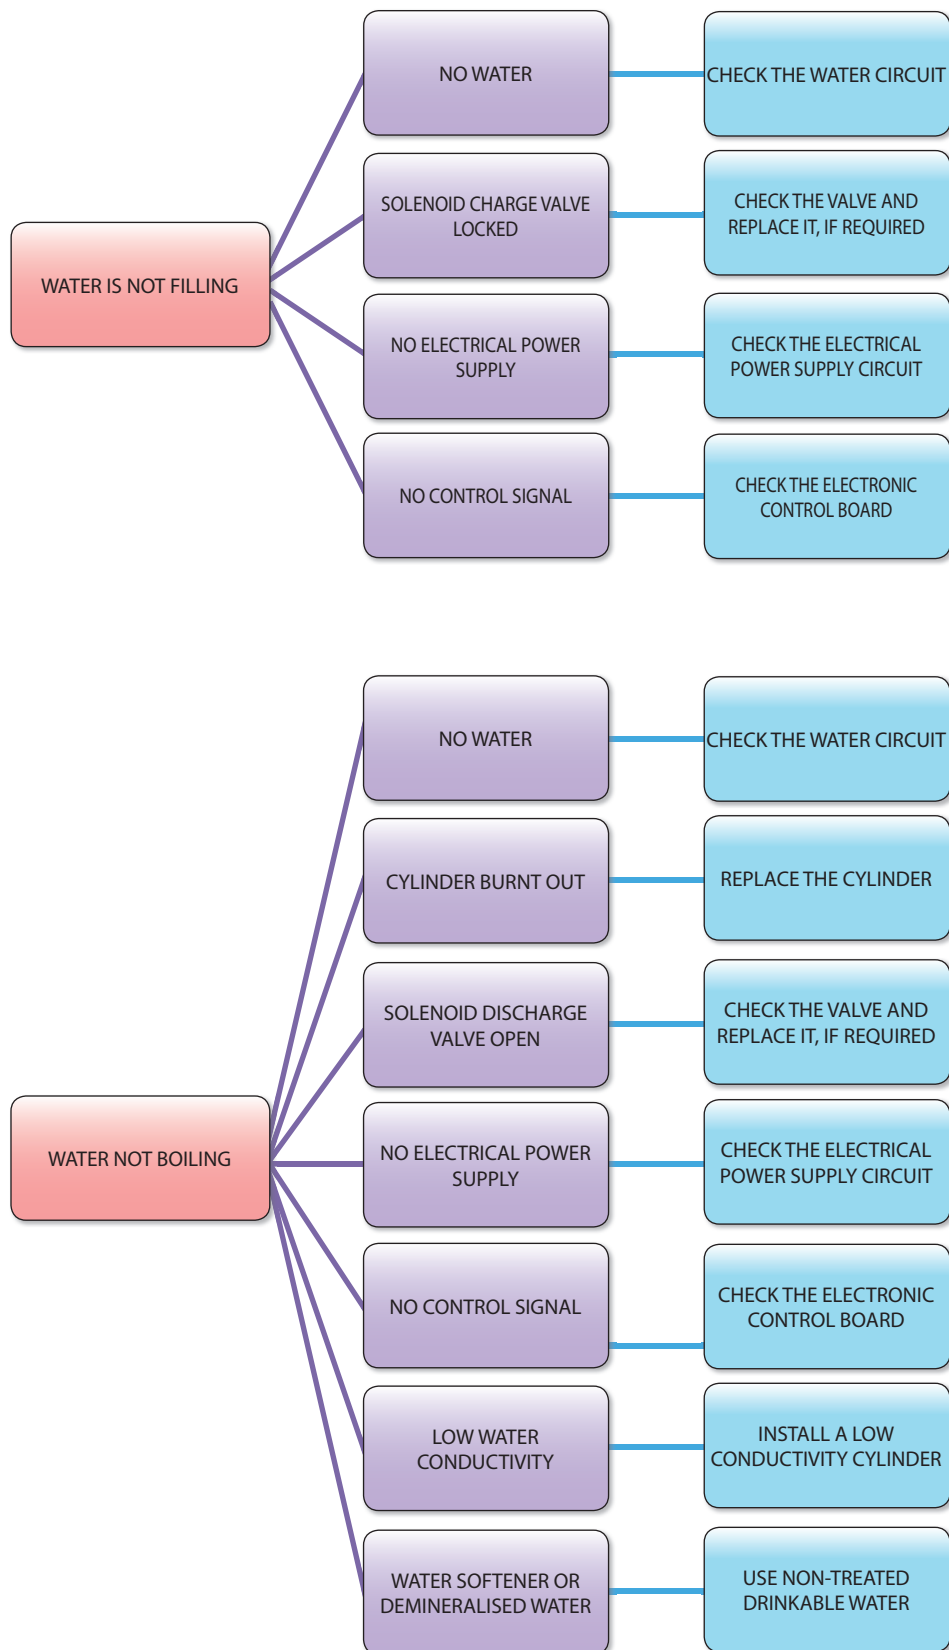 NO WATER
CHECK THE WATER CIRCUIT
SOLENOID CHARGE VALVE
LOCKED
CHECK THE VALVE AND
REPLACE IT, IF REQUIRED
WATER IS NOT FILLING
NO ELECTRICAL POWER
SUPPLY
CHECK THE ELECTRICAL
POWER SUPPLY CIRCUIT
NO CONTROL SIGNAL
CHECK THE ELECTRONIC
CONTROL BOARD
NO WATER
CHECK THE WATER CIRCUIT
CYLINDER BURNT OUT
REPLACE THE CYLINDER
SOLENOID DISCHARGE
VALVE OPEN
CHECK THE VALVE AND
REPLACE IT, IF REQUIRED
WATER NOT BOILING
NO ELECTRICAL POWER
SUPPLY
CHECK THE ELECTRICAL
POWER SUPPLY CIRCUIT
NO CONTROL SIGNAL
CHECK THE ELECTRONIC
CONTROL BOARD
LOW WATER
CONDUCTIVITY
INSTALL A LOW
CONDUCTIVITY CYLINDER
WATER SOFTENER OR
DEMINERALISED WATER
USE NON-TREATED
DRINKABLE WATER